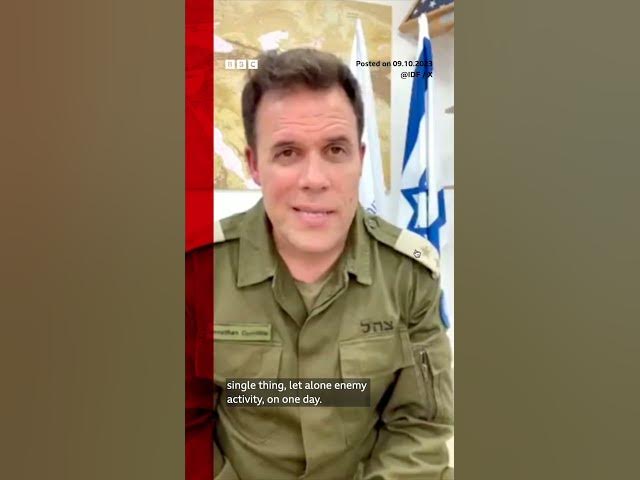 BBC
Posted on 09.10.2023
@IDF / X
צה״ל
single thing, let alone enemy
activity, on one day.